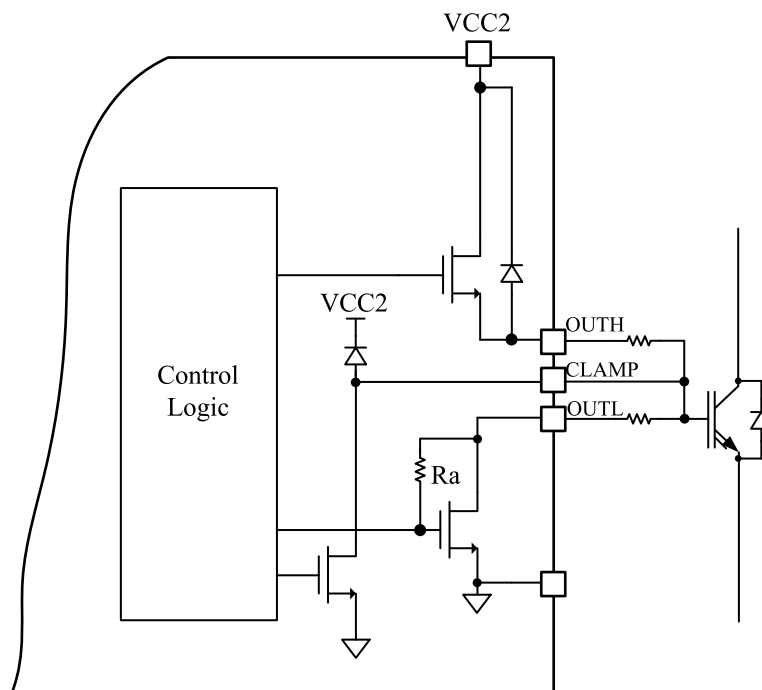 VCC2
VCC2
OUTH
CLAMP
Control
Logic
OUTL
Ra